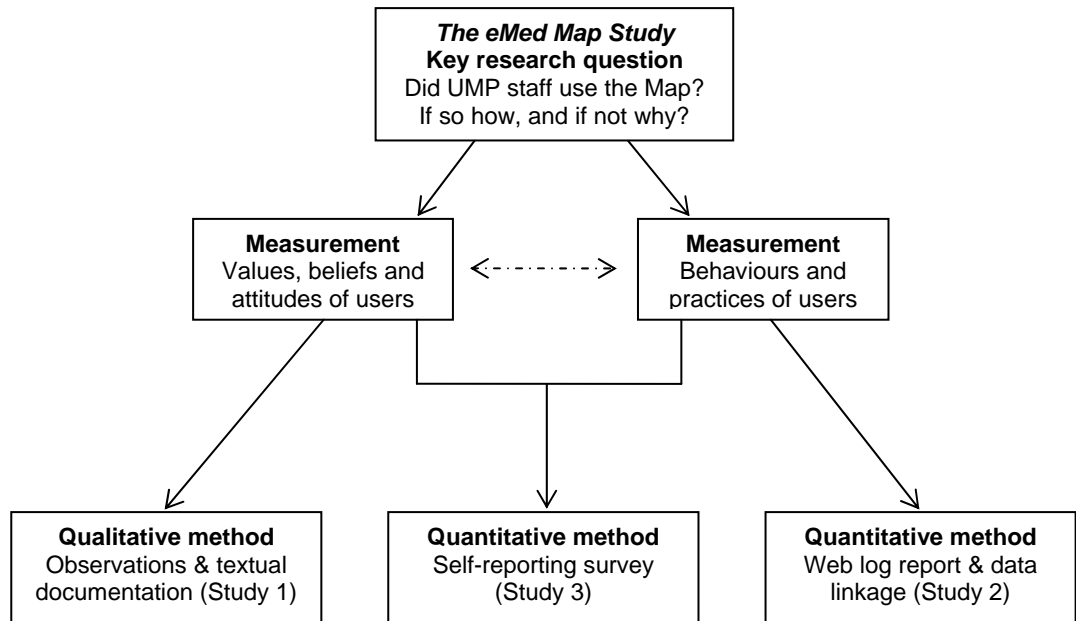 The eMed Map Study
Key research question
Did UMP staff use the Map?
If so how, and if not why?
Measurement
Values, beliefs and
attitudes of users
Measurement
Behaviours and
practices of users
Qualitative method
Observations & textual
documentation (Study 1)
Quantitative method
Self-reporting survey
(Study 3)
Quantitative method
Web log report & data
linkage (Study 2)